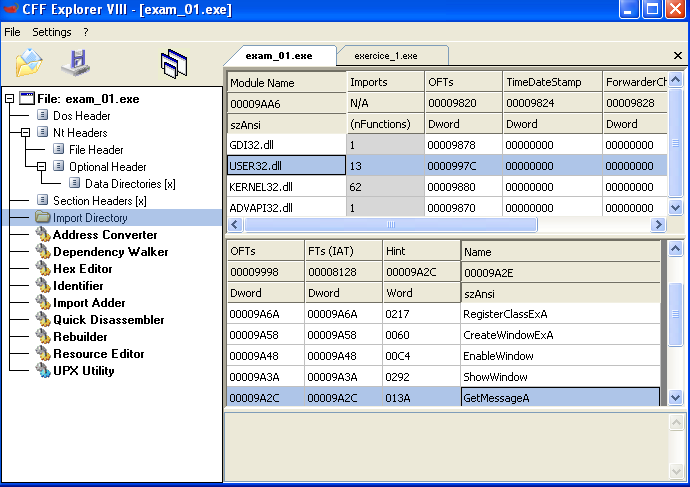 CFF Explorer VIII - [exam_01.exe]
File Settings ?
exam_01.exe exercice_1.exe
File: exam_01.exe
Dos Header
Nt Headers
File Header
Optional Header
Data Directories [x]
Section Headers [x]
Import Directory
Address Converter
Dependency Walker
Hex Editor
Identifier
Import Adder
Quick Disassembler
Rebuilder
Resource Editor
UPX Utility
Module Name Imports OFTs TimeDateStamp ForwarderCh
00009AA6 N/A 00009820 00009824 00009828
szAnsi (nFunctions) Dword Dword Dword
GDI32.dll 1 00009878 00000000 00000000
USER32.dll 13 0000997C 00000000 00000000
KERNEL32.dll 62 00009880 00000000 00000000
ADVAPI32.dll 1 00009870 00000000 00000000
OFTs FTs (IAT) Hint Name
00009998 00008128 00009A2C 00009A2E
Dword Dword Word szAnsi
00009A6A 00009A6A 0217 RegisterClassExA
00009A58 00009A58 0060 CreateWindowExA
00009A48 00009A48 00C4 EnableWindow
00009A3A 00009A3A 0292 ShowWindow
00009A2C 00009A2C 013A GetMessageA